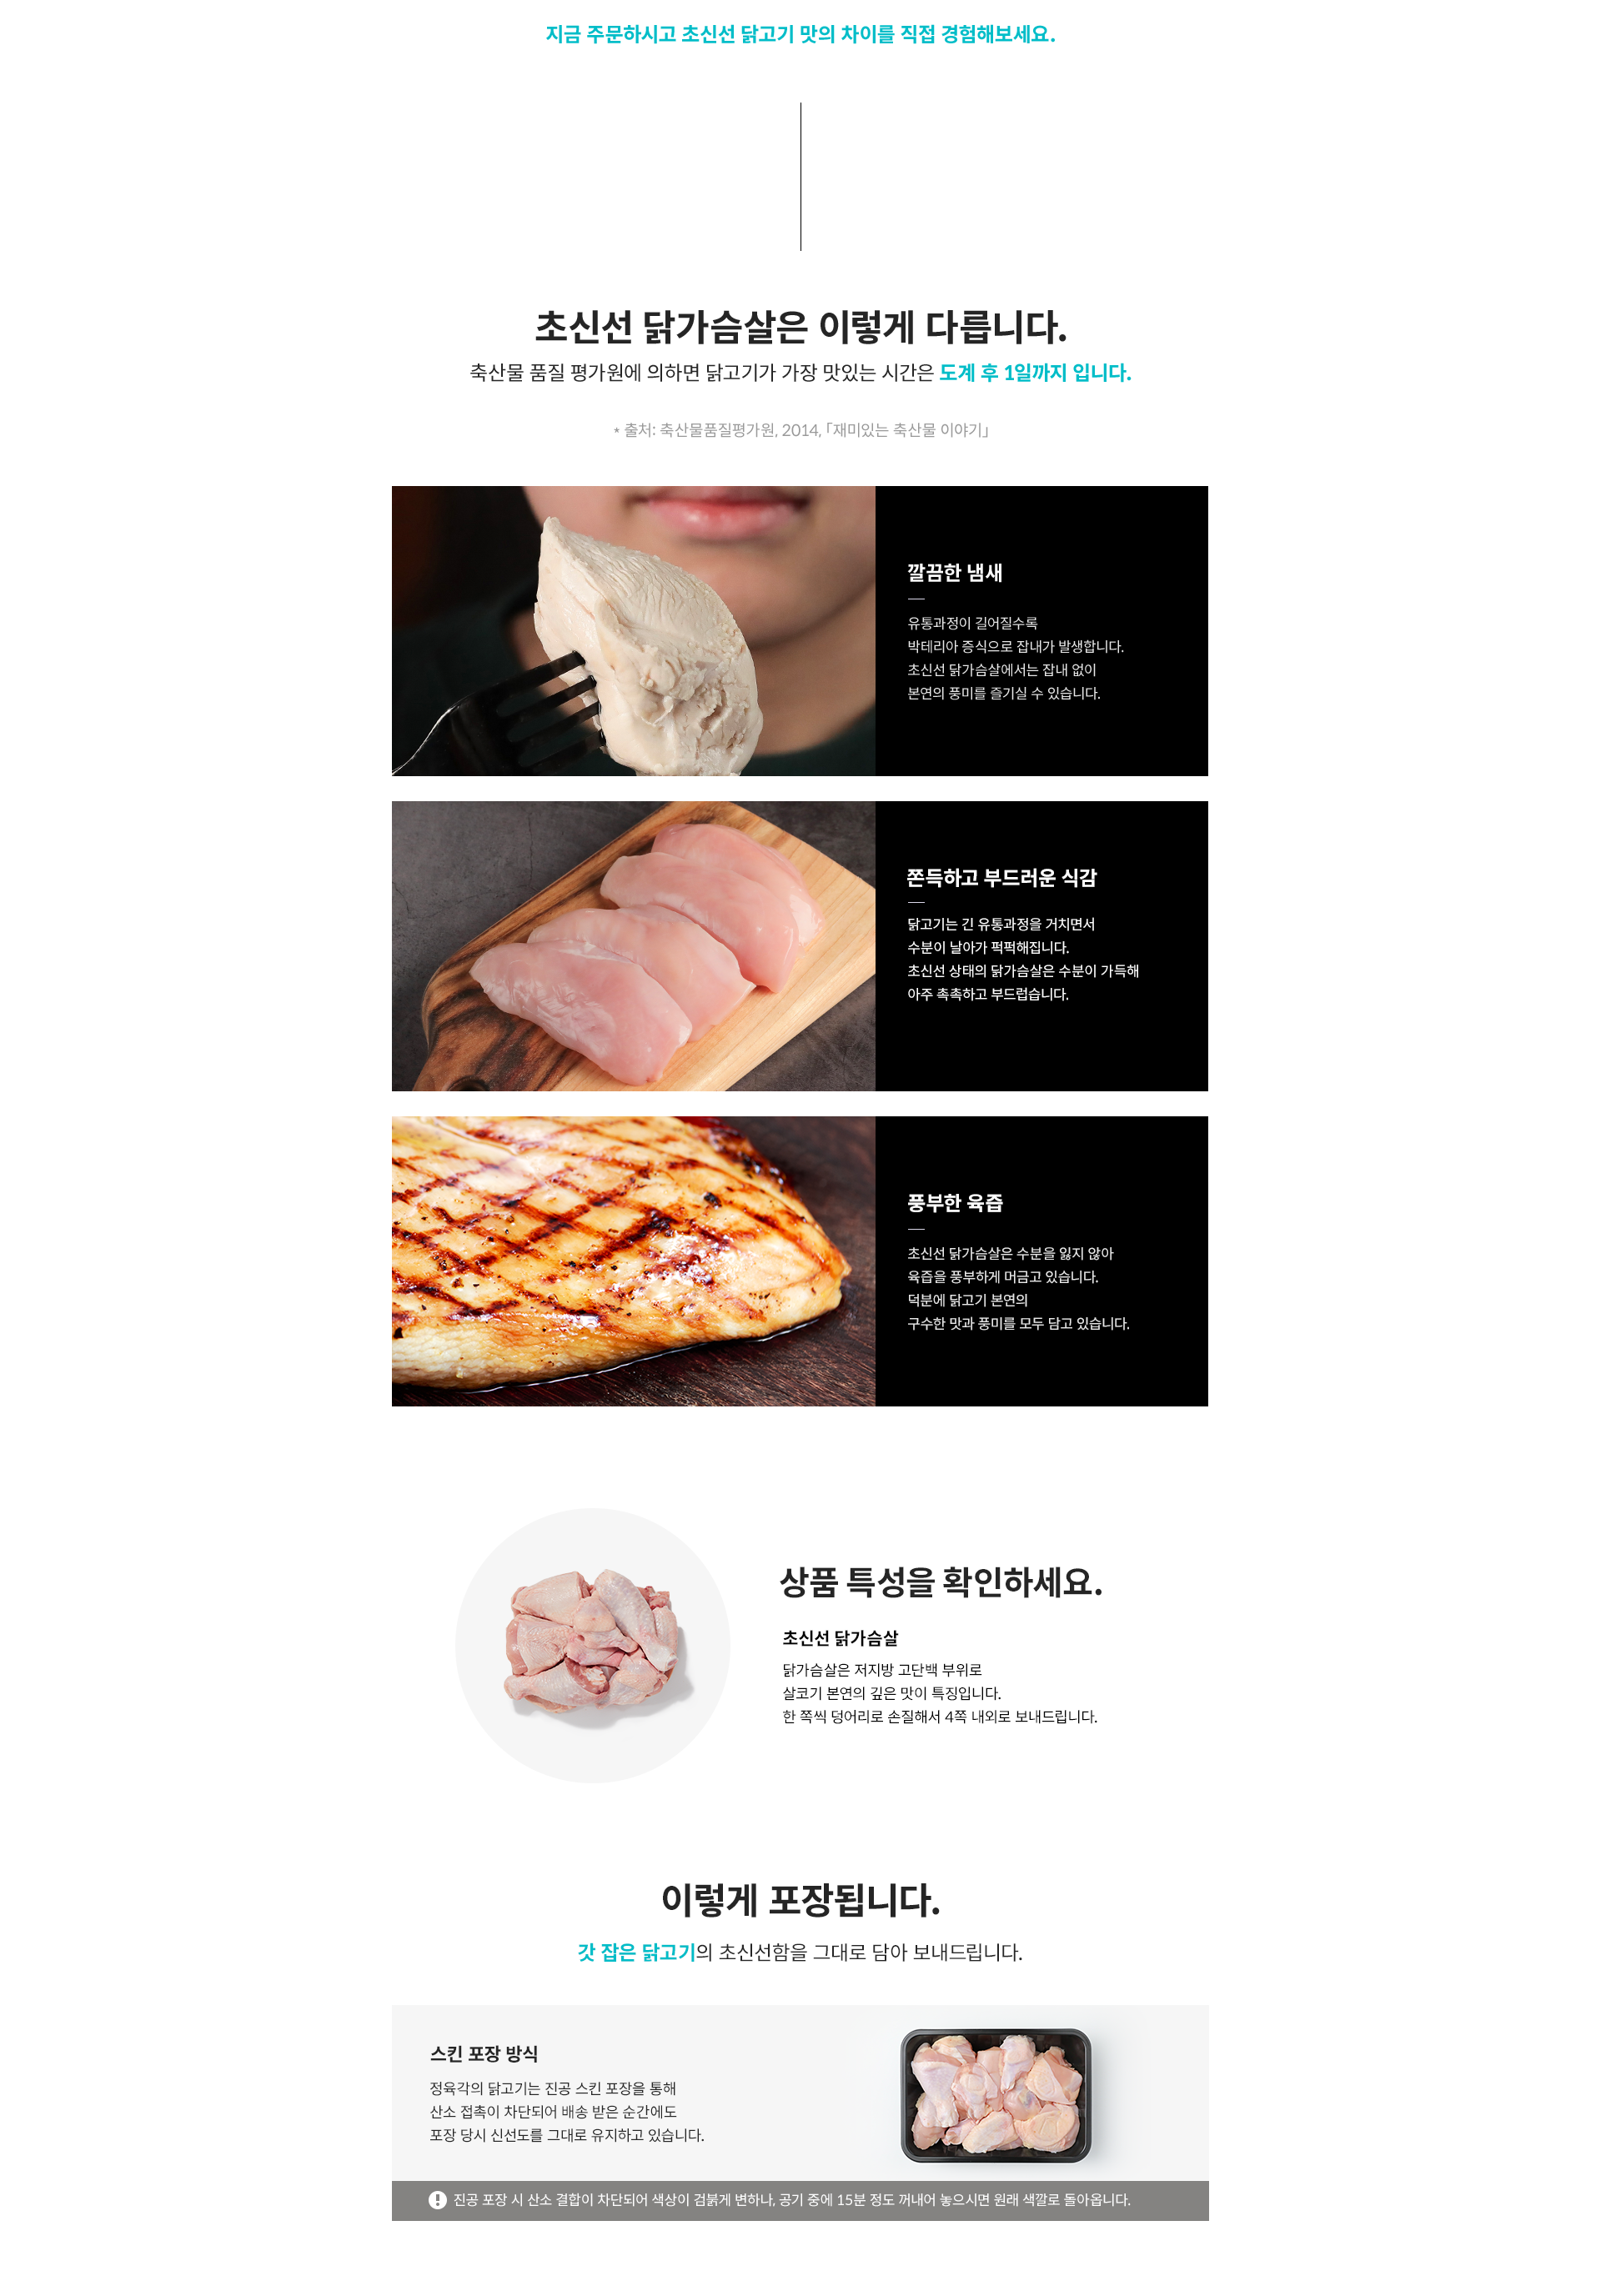 지금 주문하시고 초신선 닭고기 맛의 차이를 직접 경험해보세요.
초신선 닭가슴살은 이렇게 다릅니다.
축산물 품질 평가원에 의하면 닭고기가 가장 맛있는 시간은 도계 후 1일까지 입니다.
* 출처: 축산물품질평가원, 2014, 「재미있는 축산물 이야기」
깔끔한 냄새
유통과정이 길어질수록
박테리아 증식으로 잡내가 발생합니다.
초신선 닭가슴살에서는 잡내 없이
본연의 풍미를 즐기실 수 있습니다.
쫀득하고 부드러운 식감
닭고기는 긴 유통과정을 거치면서
수분이 날아가 퍽퍽해집니다.
초신선 상태의 닭가슴살은 수분이 가득해
아주 촉촉하고 부드럽습니다.
풍부한 육즙
초신선 닭가슴살은 수분을 잃지 않아
육즙을 풍부하게 머금고 있습니다.
덕분에 닭고기 본연의
구수한 맛과 풍미를 모두 담고 있습니다.
상품 특성을 확인하세요.
초신선 닭가슴살
닭가슴살은 저지방 고단백 부위로
살코기 본연의 깊은 맛이 특징입니다.
한 쪽씩 덩어리로 손질해서 4쪽 내외로 보내드립니다.
이렇게 포장됩니다.
갓 잡은 닭고기의 초신선함을 그대로 담아 보내드립니다.
스킨 포장 방식
정육각의 닭고기는 진공 스킨 포장을 통해
산소 접촉이 차단되어 배송 받은 순간에도
포장 당시 신선도를 그대로 유지하고 있습니다.
진공 포장 시 산소 결합이 차단되어 색상이 검붉게 변하나, 공기 중에 15분 정도 꺼내어 놓으시면 원래 색깔로 돌아옵니다.